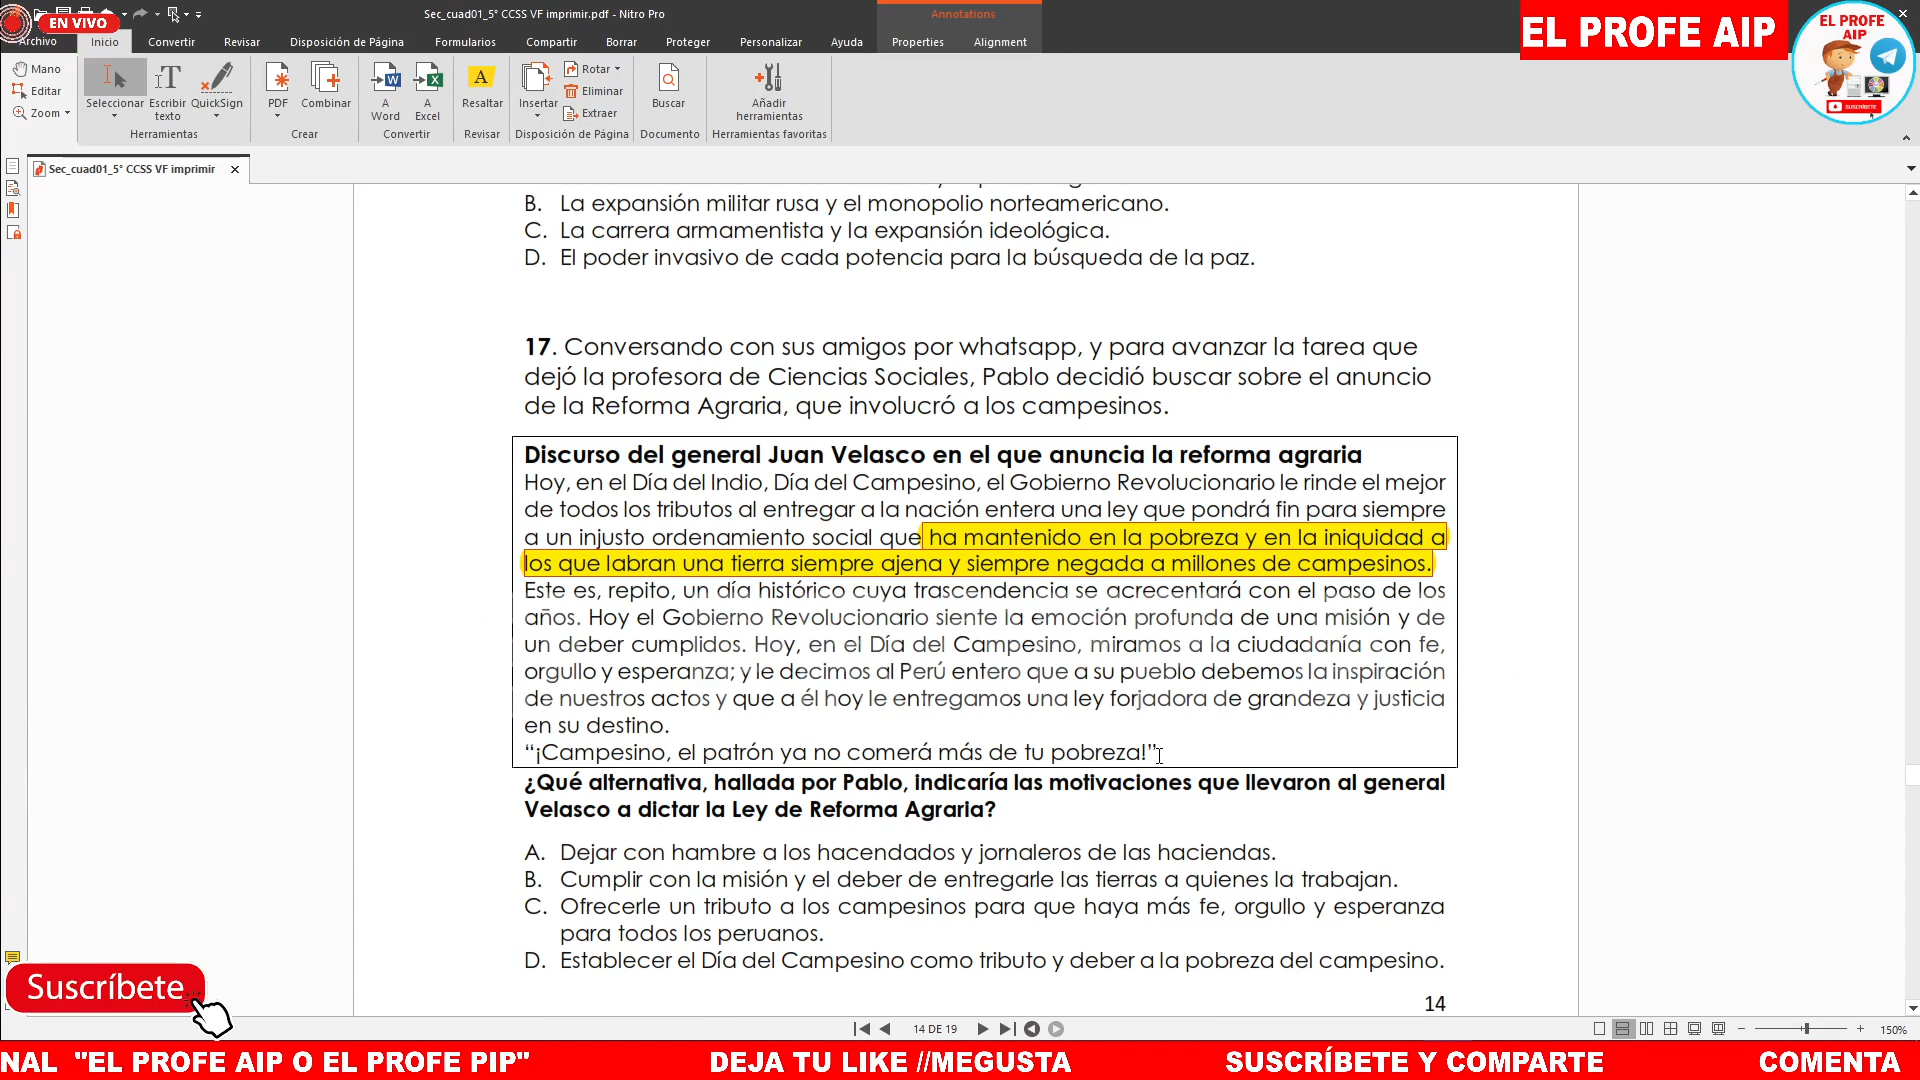 EN VIVO
Sec_cuad01_5° CCSS VF imprimir.pdf - Nitro Pro
Annotations
Archivo
Inicio
Convertir
Revisar
Disposición de Página
Formularios
Compartir
Borrar
Proteger
Personalizar
Ayuda
Properties
Alignment
EL PROFE AIP
EL PROFE
AIP
SUSCRÍBETE
Mano
Editar
Zoom
Seleccionar
Escribir
texto
QuickSign
Herramientas
PDF
Combinar
Crear
A
Word
A
Excel
Convertir
Resaltar
Revisar
Insertar
Rotar
Eliminar
Extraer
Disposición de Página
Buscar
Documento
Añadir
herramientas
Herramientas favoritas
Sec_cuad01_5° CCSS VF imprimir
B. La expansión militar rusa y el monopolio norteamericano.
C. La carrera armamentista y la expansión ideológica.
D. El poder invasivo de cada potencia para la búsqueda de la paz.
17. Conversando con sus amigos por whatsapp, y para avanzar la tarea que
dejó la profesora de Ciencias Sociales, Pablo decidió buscar sobre el anuncio
de la Reforma Agraria, que involucró a los campesinos.
Discurso del general Juan Velasco en el que anuncia la reforma agraria
Hoy, en el Día del Indio, Día del Campesino, el Gobierno Revolucionario le rinde el mejor
de todos los tributos al entregar a la nación entera una ley que pondrá fin para siempre
a un injusto ordenamiento social que ha mantenido en la pobreza y en la iniquidad a
los que labran una tierra siempre ajena y siempre negada a millones de campesinos.
Este es, repito, un día histórico cuya trascendencia se acrecentará con el paso de los
años. Hoy el Gobierno Revolucionario siente la emoción profunda de una misión y de
un deber cumplidos. Hoy, en el Día del Campesino, miramos a la ciudadanía con fe,
orgullo y esperanza; y le decimos al Perú entero que a su pueblo debemos la inspiración
de nuestros actos y que a él hoy le entregamos una ley forjadora de grandeza y justicia
en su destino.
“¡Campesino, el patrón ya no comerá más de tu pobreza!”
¿Qué alternativa, hallada por Pablo, indicaría las motivaciones que llevaron al general
Velasco a dictar la Ley de Reforma Agraria?
A. Dejar con hambre a los hacendados y jornaleros de las haciendas.
B. Cumplir con la misión y el deber de entregarle las tierras a quienes la trabajan.
C. Ofrecerle un tributo a los campesinos para que haya más fe, orgullo y esperanza
para todos los peruanos.
D. Establecer el Día del Campesino como tributo y deber a la pobreza del campesino.
14
Suscríbete
14 DE 19
150%
NAL "EL PROFE AIP O EL PROFE PIP"
DEJA TU LIKE //MEGUSTA
SUSCRÍBETE Y COMPARTE
COMENTA